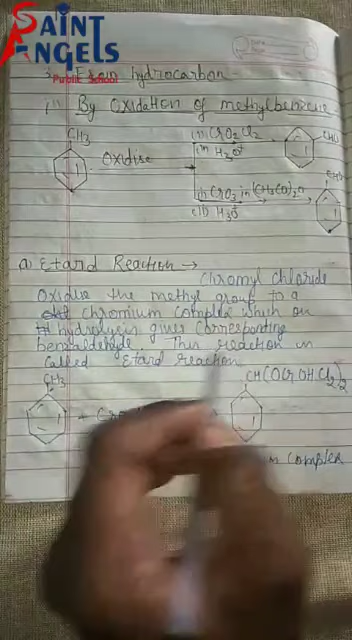 SAINT ANGELS
Public School
3. From hydrocarbon-
i) By Oxidation of methylbenzene
CH3
Oxidise
(i) CrO2Cl2
(ii) H3O+
CHO
(i) CrO3 in (CH3CO)2O
(ii) H3O+
CHO
a) Etard Reaction →
Chromyl chloride
Oxidise the methyl group to a
chromium complex which on
hydrolysis gives corresponding
benzaldehyde. This reaction is
called Etard reaction
CH3
CH(OCrOHCl2)2
+
complex